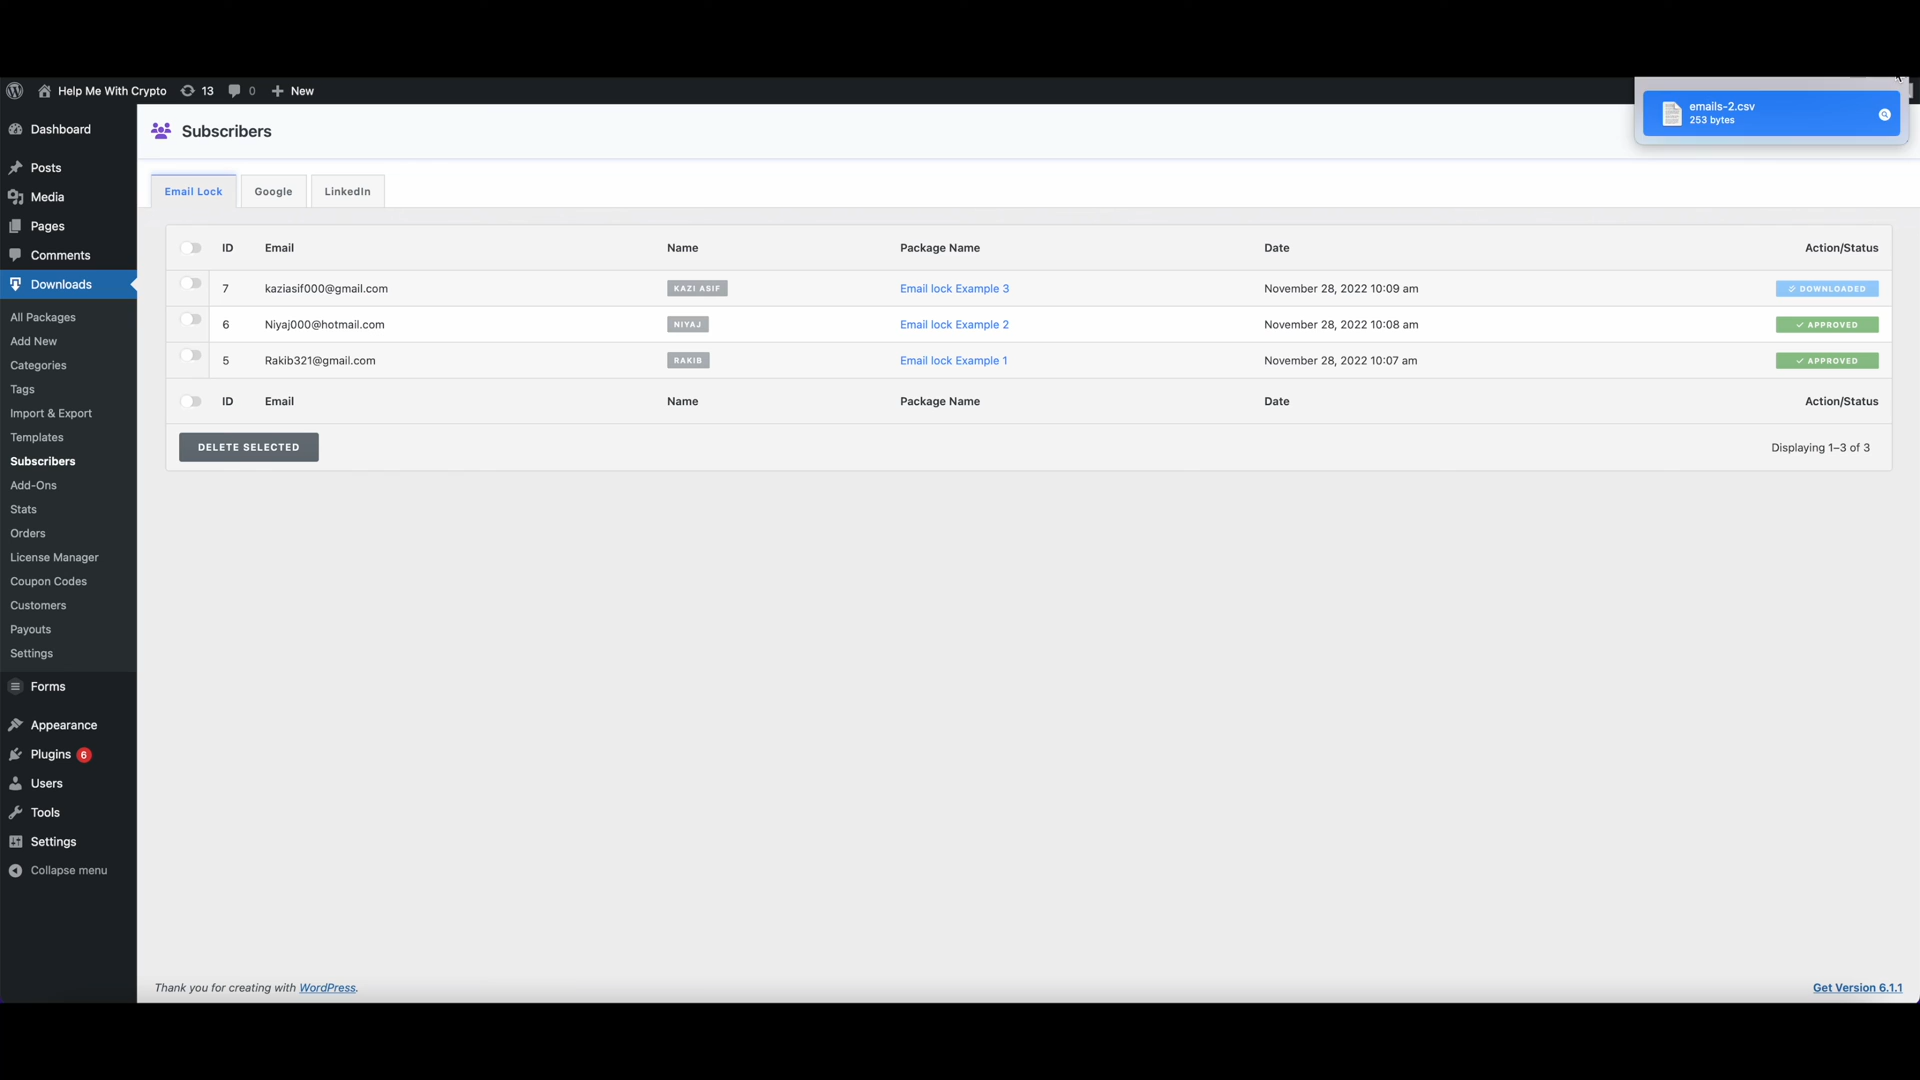 Help Me With Crypto 13 0 New
emails-2.csv
253 bytes
Dashboard
Posts
Media
Pages
Comments
Downloads
All Packages
Add New
Categories
Tags
Import & Export
Templates
Subscribers
Add-Ons
Stats
Orders
License Manager
Coupon Codes
Customers
Payouts
Settings
Forms
Appearance
Plugins 6
Users
Tools
Settings
Collapse menu
Subscribers
Email Lock Google LinkedIn
ID Email Name Package Name Date Action/Status
7 kaziasif000@gmail.com KAZI ASIF Email lock Example 3 November 28, 2022 10:09 am DOWNLOADED
6 Niyaj000@hotmail.com NIYAJ Email lock Example 2 November 28, 2022 10:08 am APPROVED
5 Rakib321@gmail.com RAKIB Email lock Example 1 November 28, 2022 10:07 am APPROVED
ID Email Name Package Name Date Action/Status
DELETE SELECTED Displaying 1–3 of 3
Thank you for creating with WordPress. Get Version 6.1.1